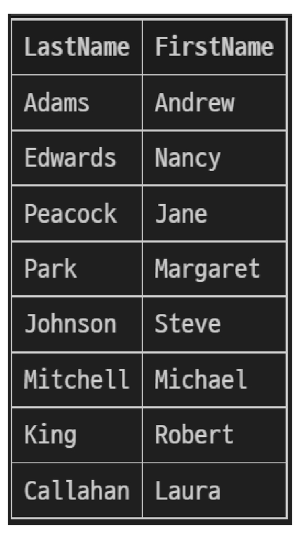 LastName FirstName
Adams Andrew
Edwards Nancy
Peacock Jane
Park Margaret
Johnson Steve
Mitchell Michael
King Robert
Callahan Laura